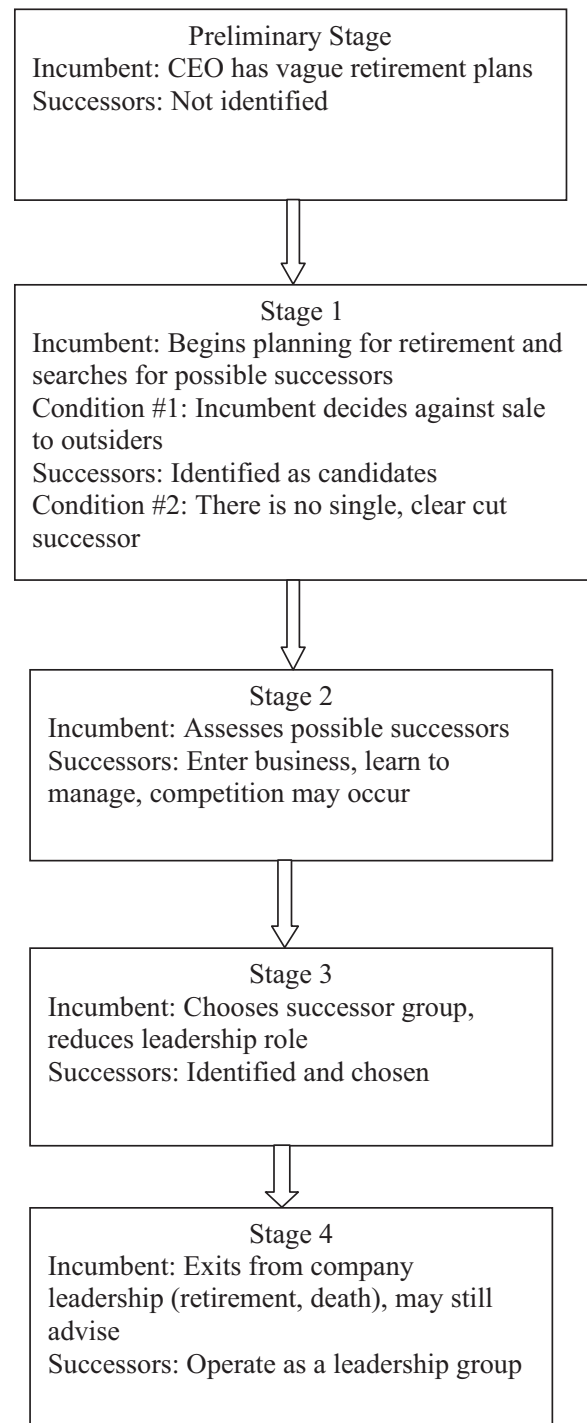 Preliminary Stage
Incumbent: CEO has vague retirement plans
Successors: Not identified
Stage 1
Incumbent: Begins planning for retirement and
searches for possible successors
Condition #1: Incumbent decides against sale
to outsiders
Successors: Identified as candidates
Condition #2: There is no single, clear cut
successor
Stage 2
Incumbent: Assesses possible successors
Successors: Enter business, learn to
manage, competition may occur
Stage 3
Incumbent: Chooses successor group,
reduces leadership role
Successors: Identified and chosen
Stage 4
Incumbent: Exits from company
leadership (retirement, death), may still
advise
Successors: Operate as a leadership group